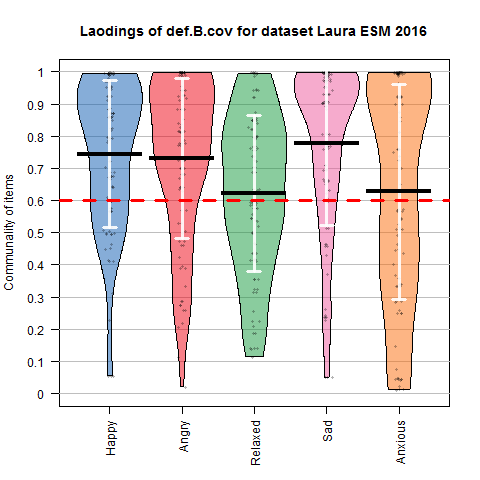 Laodings of def.B.cov for dataset Laura ESM 2016
Communality of items
1
0.9
0.8
0.7
0.6
0.5
0.4
0.3
0.2
0.1
0
Happy
Angry
Relaxed
Sad
Anxious